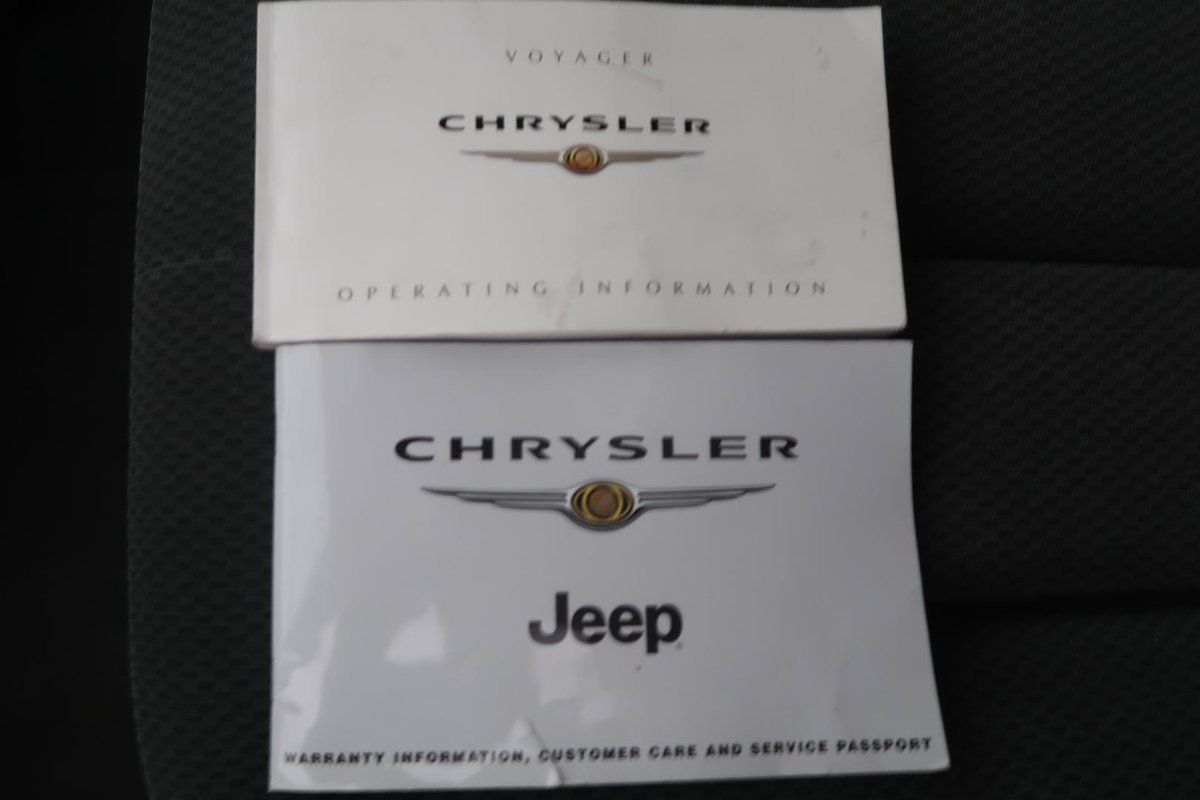 VOYAGER
CHRYSLER
OPERATING INFORMATION
CHRYSLER
Jeep
WARRANTY INFORMATION, CUSTOMER CARE AND SERVICE PASSPORT